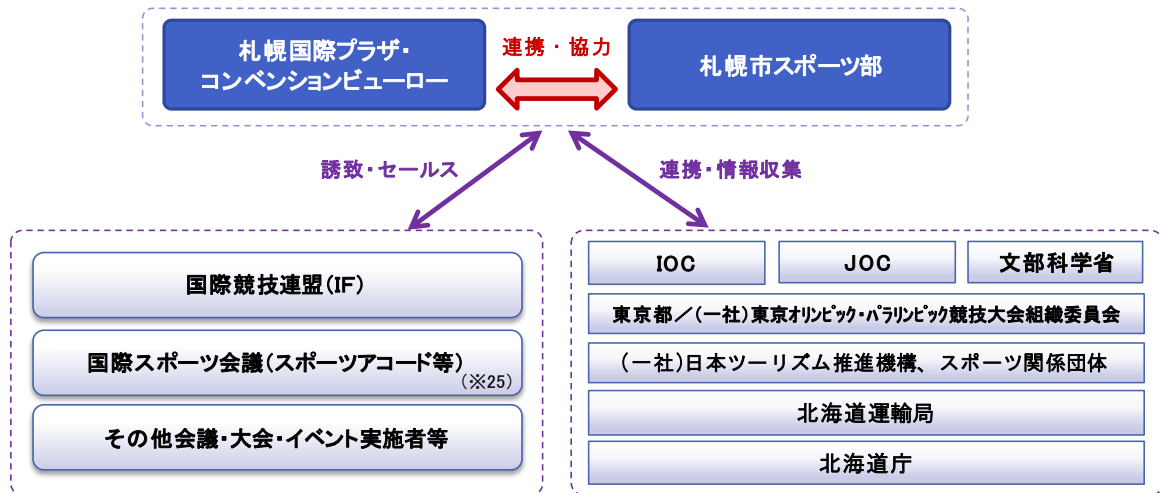 札幌国際プラザ・
コンベンションビューロー
連携・協力
札幌市スポーツ部
誘致・セールス
連携・情報収集
国際競技連盟(IF)
国際スポーツ会議(スポーツアコード等)
(※25)
その他会議・大会・イベント実施者等
IOC
JOC
文部科学省
東京都/(一社)東京ｵﾘﾝﾋﾟｯｸ・ﾊﾟﾗﾘﾝﾋﾟｯｸ競技大会組織委員会
(一社)日本ツーリズム推進機構、スポーツ関係団体
北海道運輸局
北海道庁